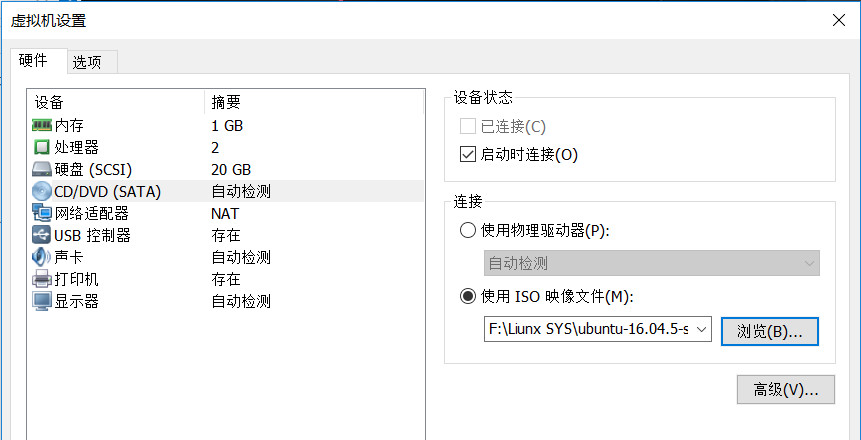 虚拟机设置
硬件 选项
设备 摘要
内存 1 GB
处理器 2
硬盘 (SCSI) 20 GB
CD/DVD (SATA) 自动检测
网络适配器 NAT
USB 控制器 存在
声卡 自动检测
打印机 存在
显示器 自动检测
设备状态
已连接(C)
启动时连接(O)
连接
使用物理驱动器(P):
自动检测
使用 ISO 映像文件(M):
F:\Liunx SYS\ubuntu-16.04.5-s
浏览(B)...
高级(V)...